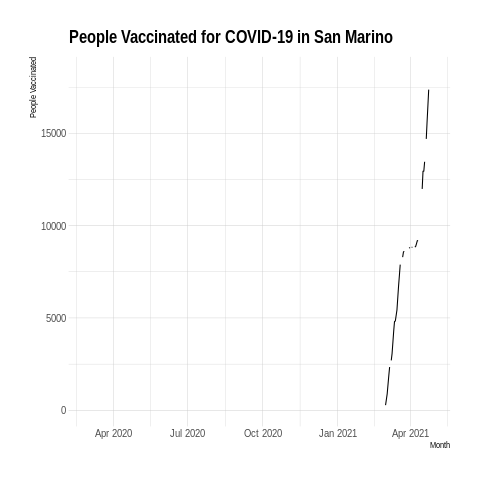 People Vaccinated for COVID-19 in San Marino
People Vaccinated
15000
10000
5000
0
Apr 2020 Jul 2020 Oct 2020 Jan 2021 Apr 2021
Month